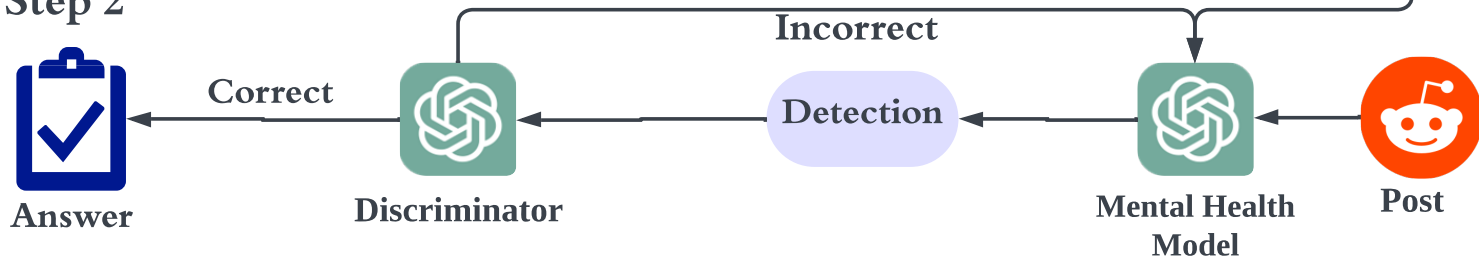 Step 2
Incorrect
Correct
Detection
Answer
Discriminator
Mental Health
Model
Post